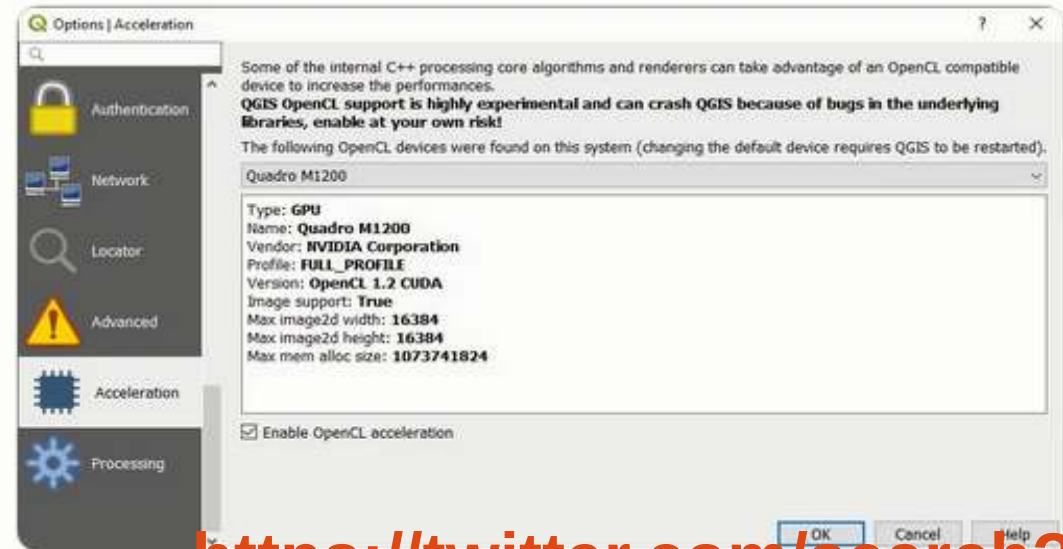 Options | Acceleration
? ×
Authentication
Network
Locator
Advanced
Acceleration
Processing
Some of the internal C++ processing core algorithms and renderers can take advantage of an OpenCL compatible
device to increase the performances.
QGIS OpenCL support is highly experimental and can crash QGIS because of bugs in the underlying
libraries, enable at your own risk!
The following OpenCL devices were found on this system (changing the default device requires QGIS to be restarted).
Quadro M1200
Type: GPU
Name: Quadro M1200
Vendor: NVIDIA Corporation
Profile: FULL_PROFILE
Version: OpenCL 1.2 CUDA
Image support: True
Max image2d width: 16384
Max image2d height: 16384
Max mem alloc size: 1073741824
Enable OpenCL acceleration
OK Cancel Help